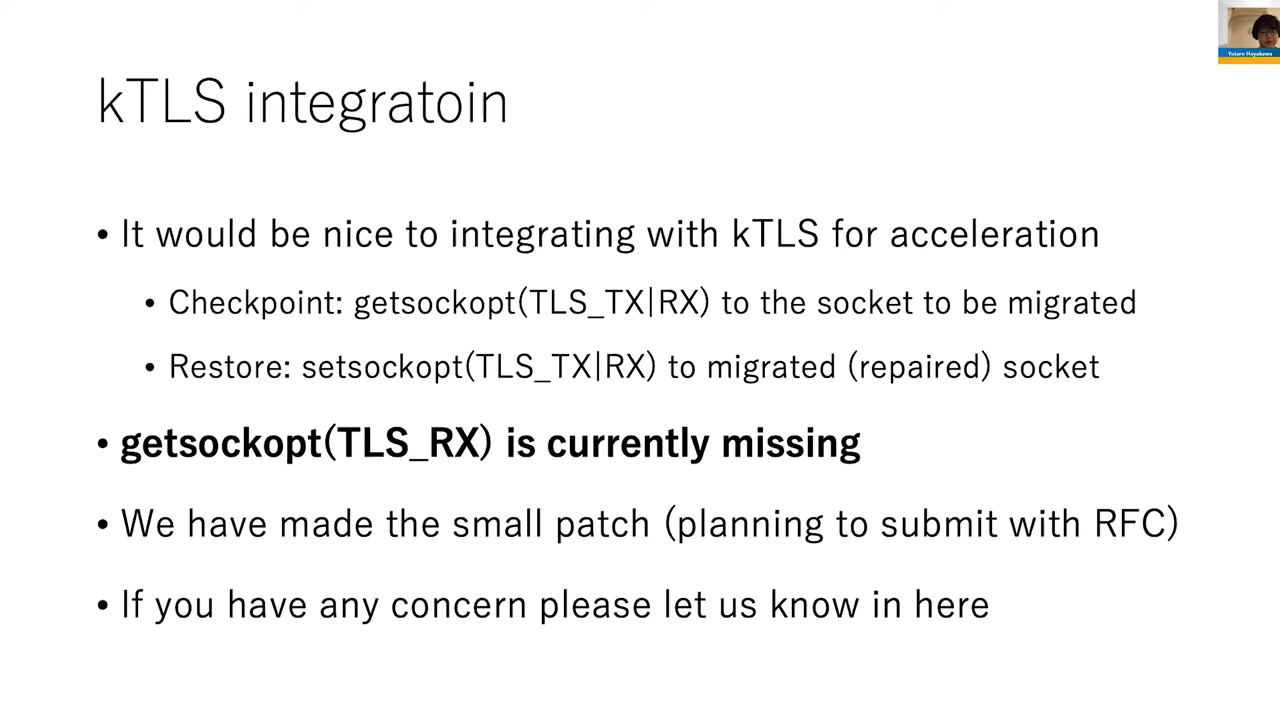 Yutaro Hayakawa
kTLS integratoin
• It would be nice to integrating with kTLS for acceleration
• Checkpoint: getsockopt(TLS_TX|RX) to the socket to be migrated
• Restore: setsockopt(TLS_TX|RX) to migrated (repaired) socket
• getsockopt(TLS_RX) is currently missing
• We have made the small patch (planning to submit with RFC)
• If you have any concern please let us know in here